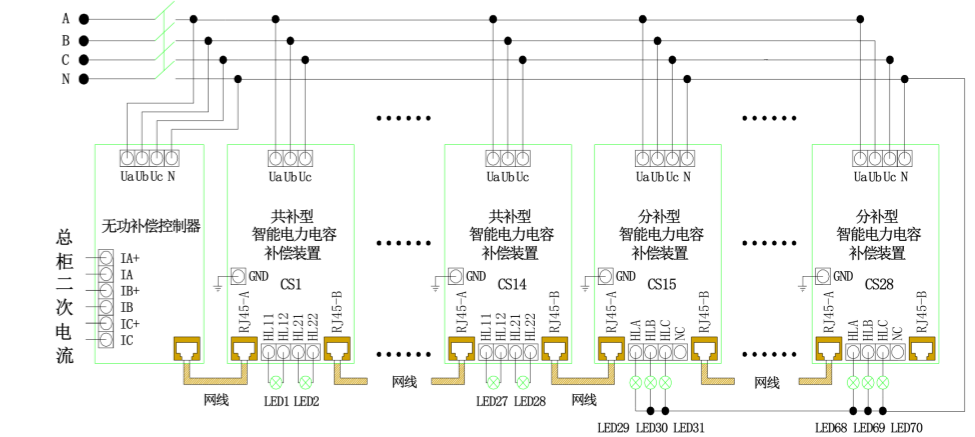 A
B
C
N
Ua Ub Uc N
Ua Ub Uc
Ua Ub Uc
Ua Ub Uc N
Ua Ub Uc N
无功补偿控制器
IA+
IA
IB+
IB
IC+
IC
总柜二次电流
共补型
智能电力电容
补偿装置
GND
CS1
RJ45-A
HL11
HL12
HL21
HL22
RJ45-B
共补型
智能电力电容
补偿装置
GND
CS14
RJ45-A
HL11
HL12
HL21
HL22
RJ45-B
分补型
智能电力电容
补偿装置
GND
CS15
RJ45-A
HLA
HLB
HLC
NC
RJ45-B
分补型
智能电力电容
补偿装置
GND
CS28
RJ45-A
HLA
HLB
HLC
NC
RJ45-B
网线
LED1 LED2
网线
LED27 LED28
网线
LED29 LED30 LED31
网线
LED68 LED69 LED70